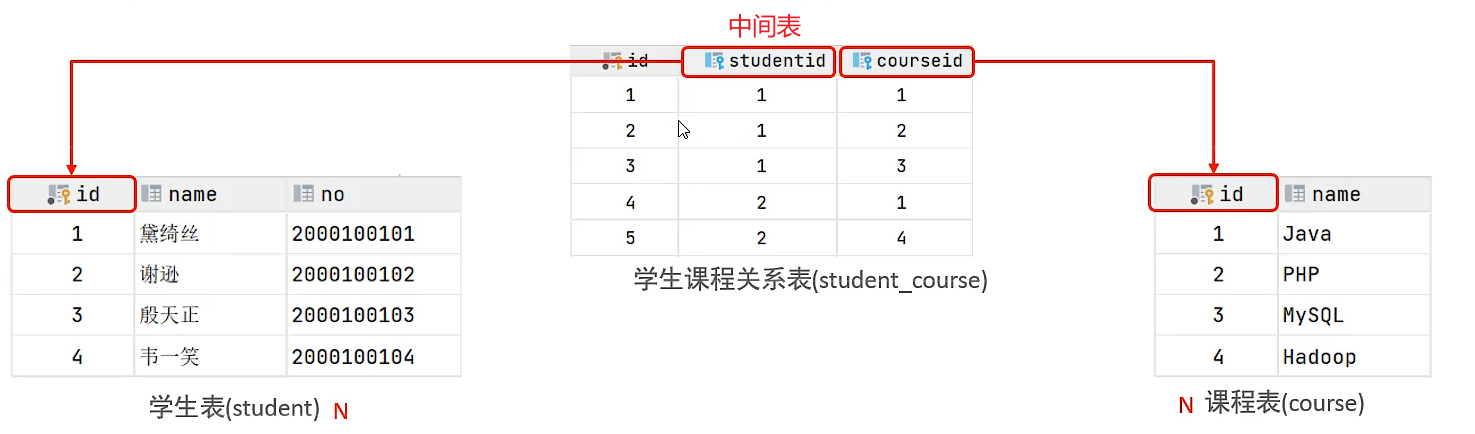 中间表
id studentid courseid
1 1 1
2 1 2
3 1 3
4 2 1
5 2 4
学生课程关系表(student_course)
id name no
1 黛绮丝 2000100101
2 谢逊 2000100102
3 殷天正 2000100103
4 韦一笑 2000100104
学生表(student) N
id name
1 Java
2 PHP
3 MySQL
4 Hadoop
N 课程表(course)